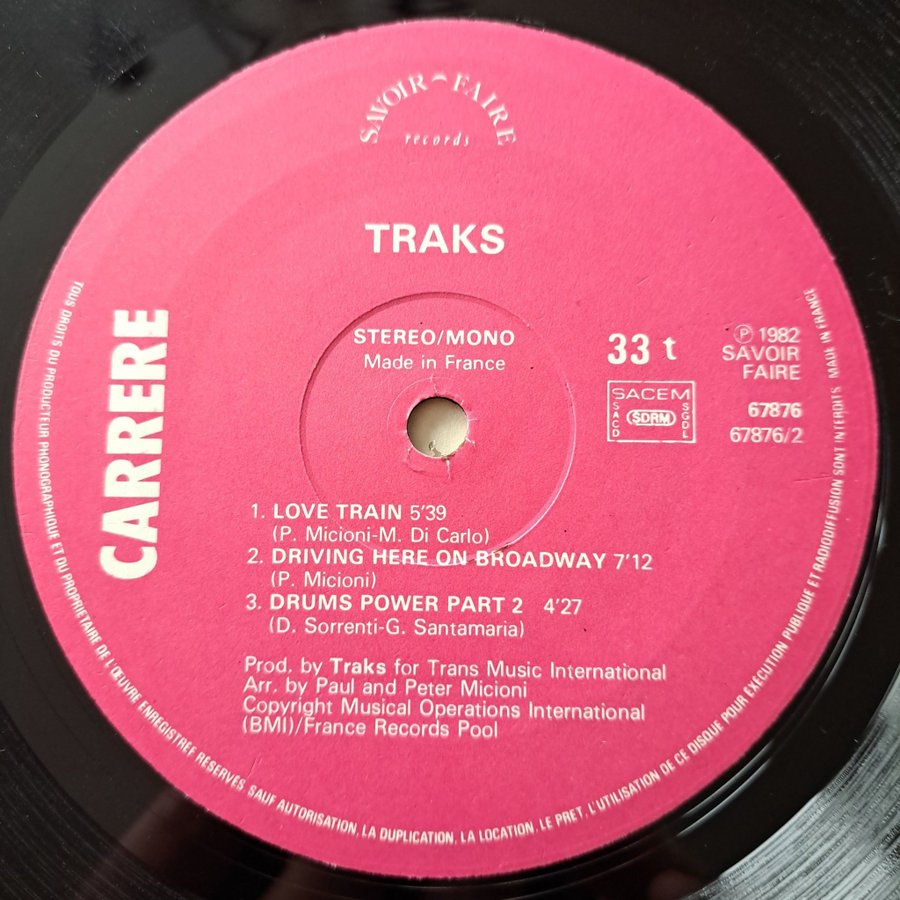 SAVOIR FAIRE
records
TRAKS
CARRERE
STEREO/MONO
Made in France
33 t
℗ 1982
SAVOIR
FAIRE
SACEM
SACD
SDRM
SGDL
67876
67876/2
1. LOVE TRAIN 5'39
(P. Micioni-M. Di Carlo)
2. DRIVING HERE ON BROADWAY 7'12
(P. Micioni)
3. DRUMS POWER PART 2 4'27
(D. Sorrenti-G. Santamaria)
Prod. by Traks for Trans Music International
Arr. by Paul and Peter Micioni
Copyright Musical Operations International
(BMI)/France Records Pool
TOUS DROITS DU PRODUCTEUR PHONOGRAPHIQUE ET DU PROPRIETAIRE DE L'ŒUVRE ENREGISTREE RESERVES. SAUF AUTORISATION, LA DUPLICATION, LA LOCATION, LE PRET, L'UTILISATION DE CE DISQUE POUR EXECUTION PUBLIQUE ET RADIODIFFUSION SONT INTERDITS MADE IN FRANCE